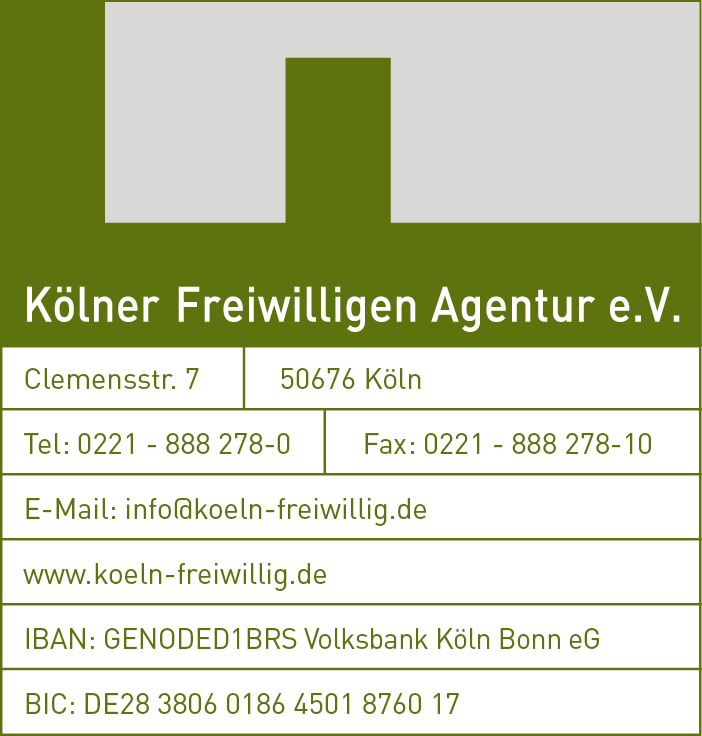 Kölner Freiwilligen Agentur e.V.
Clemensstr. 7 50676 Köln
Tel: 0221 - 888 278-0 Fax: 0221 - 888 278-10
E-Mail: info@koeln-freiwillig.de
www.koeln-freiwillig.de
IBAN: GENODED1BRS Volksbank Köln Bonn eG
BIC: DE28 3806 0186 4501 8760 17